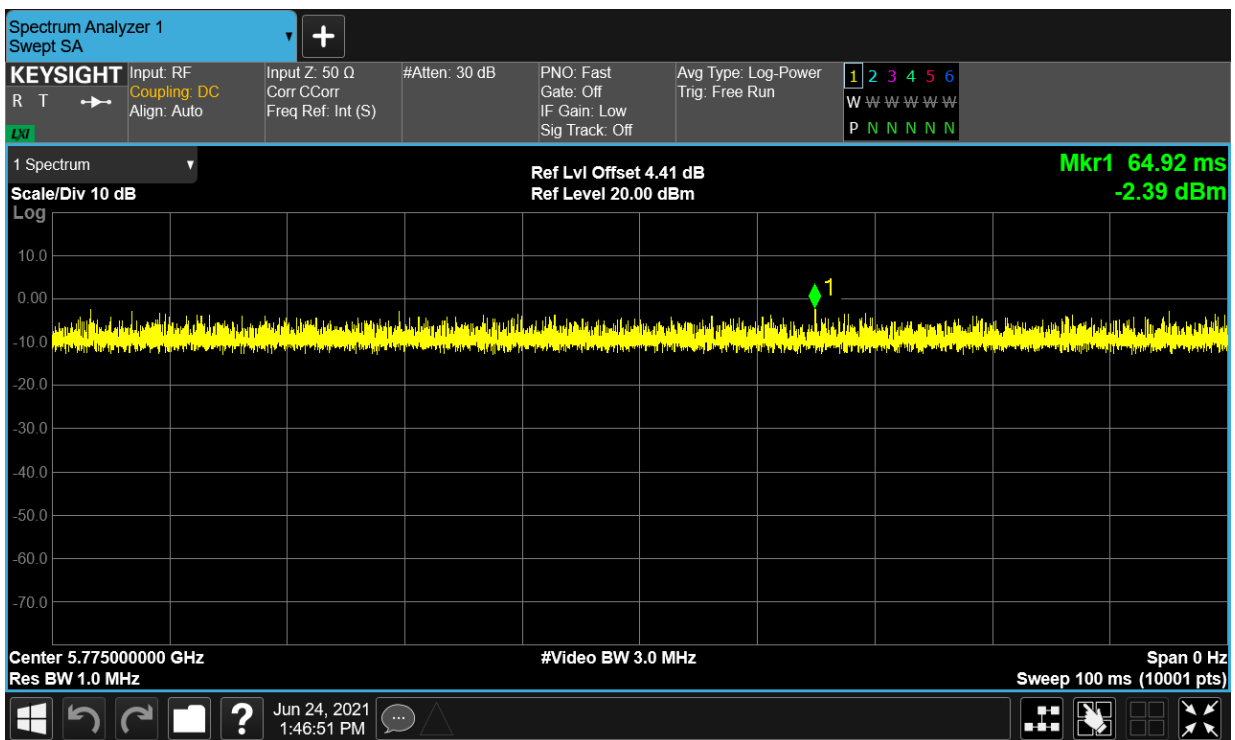 Spectrum Analyzer 1
Swept SA
KEYSIGHT
R T
LXI
Input: RF
Coupling: DC
Align: Auto
Input Z: 50 Ω
Corr CCorr
Freq Ref: Int (S)
#Atten: 30 dB
PNO: Fast
Gate: Off
IF Gain: Low
Sig Track: Off
Avg Type: Log-Power
Trig: Free Run
1 2 3 4 5 6
W W W W W W
P N N N N N
1 Spectrum
Scale/Div 10 dB
Log
Ref Lvl Offset 4.41 dB
Ref Level 20.00 dBm
Mkr1 64.92 ms
-2.39 dBm
10.0
0.00
1
-10.0
-20.0
-30.0
-40.0
-50.0
-60.0
-70.0
Center 5.775000000 GHz
Res BW 1.0 MHz
#Video BW 3.0 MHz
Span 0 Hz
Sweep 100 ms (10001 pts)
?
Jun 24, 2021
1:46:51 PM